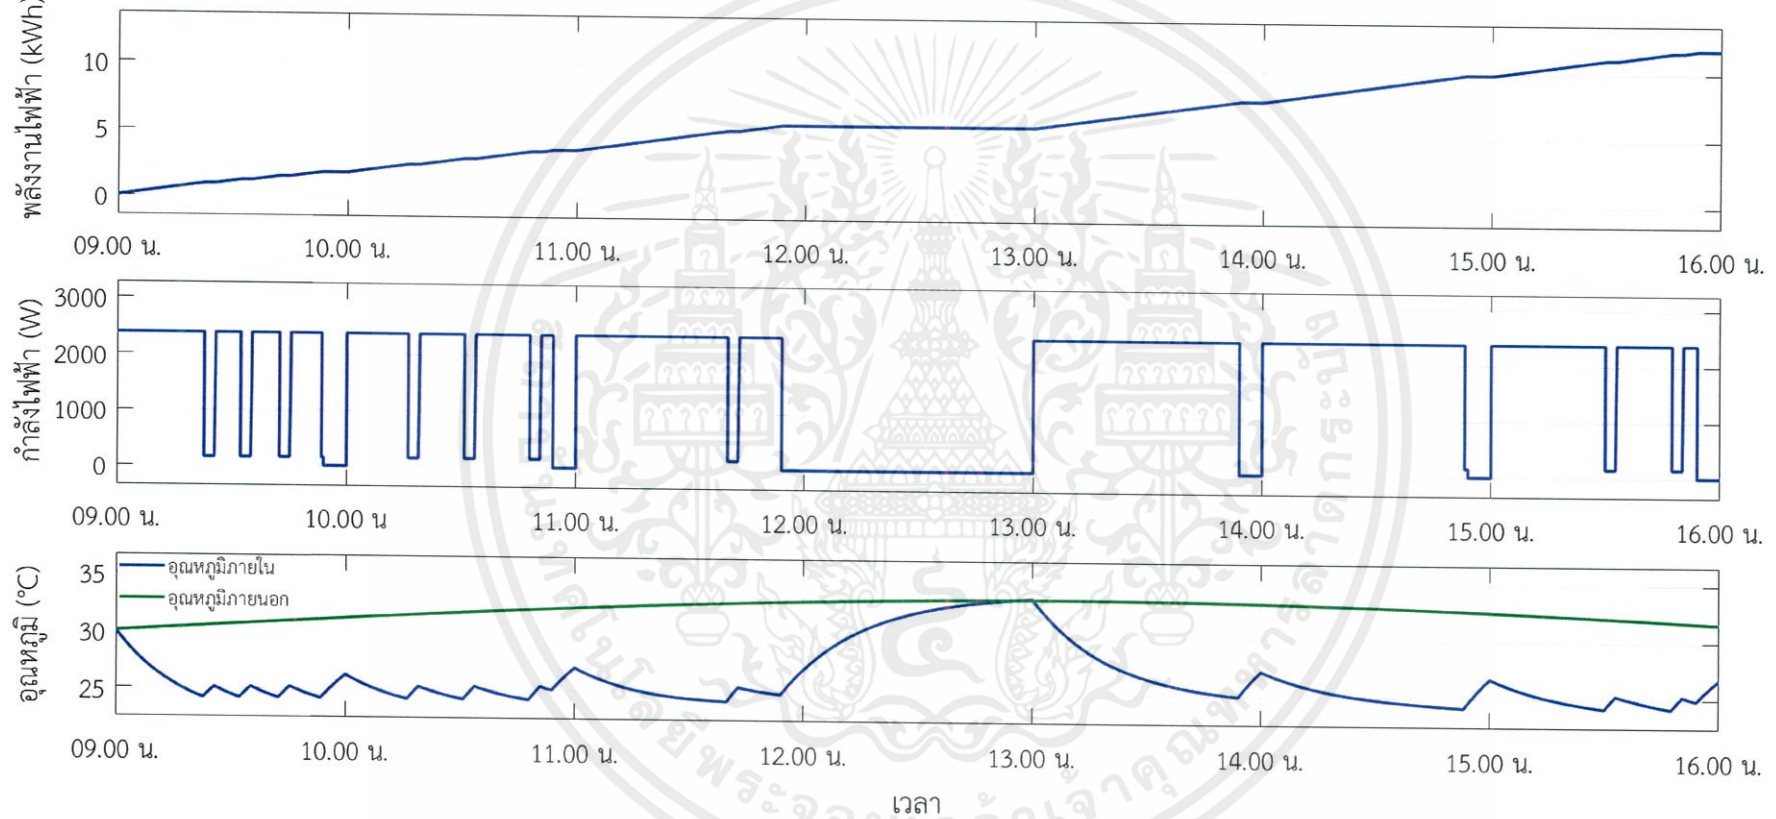 พลังงานไฟฟ้า (kWh)
10
5
0
09.00 น. 10.00 น. 11.00 น. 12.00 น. 13.00 น. 14.00 น. 15.00 น. 16.00 น.
กำลังไฟฟ้า (W)
3000
2000
1000
0
09.00 น. 10.00 น 11.00 น. 12.00 น. 13.00 น. 14.00 น. 15.00 น. 16.00 น.
อุณหภูมิ (°C)
35
30
25
อุณหภูมิภายใน
อุณหภูมิภายนอก
09.00 น. 10.00 น. 11.00 น. 12.00 น. 13.00 น. 14.00 น. 15.00 น. 16.00 น.
เวลา